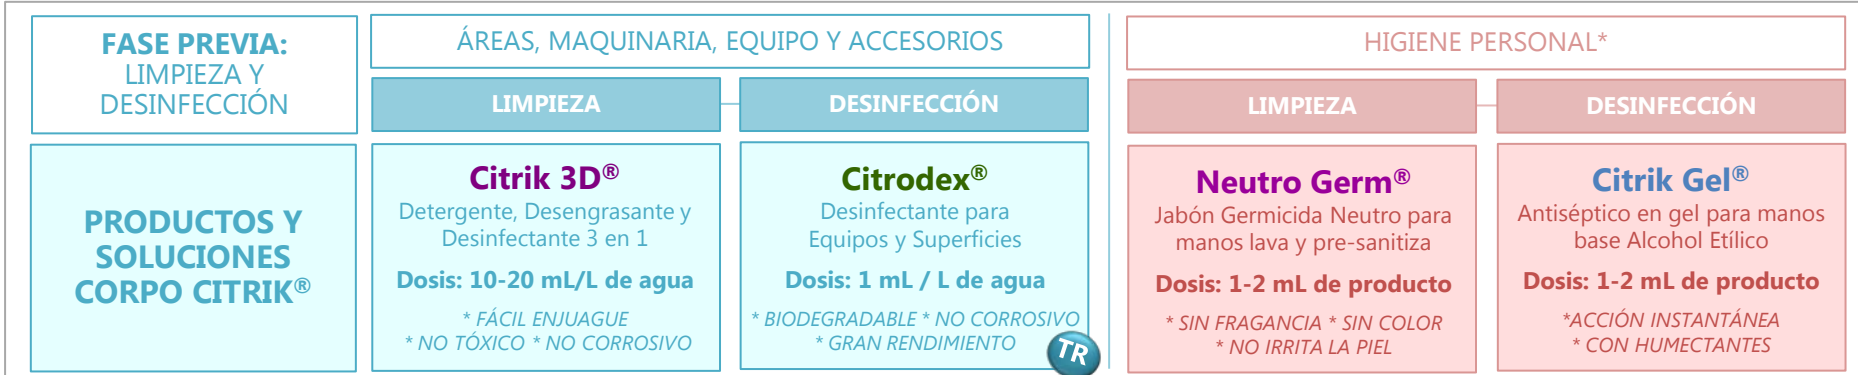 FASE PREVIA:
LIMPIEZA Y
DESINFECCIÓN
ÁREAS, MAQUINARIA, EQUIPO Y ACCESORIOS
LIMPIEZA
DESINFECCIÓN
HIGIENE PERSONAL*
LIMPIEZA
DESINFECCIÓN
PRODUCTOS Y
SOLUCIONES
CORPO CITRIK®
Citrik 3D®
Detergente, Desengrasante y
Desinfectante 3 en 1
Dosis: 10-20 mL/L de agua
* FÁCIL ENJUAGUE
* NO TÓXICO * NO CORROSIVO
Citrodex®
Desinfectante para
Equipos y Superficies
Dosis: 1 mL / L de agua
* BIODEGRADABLE * NO CORROSIVO
* GRAN RENDIMIENTO
TR
Neutro Germ®
Jabón Germicida Neutro para
manos lava y pre-sanitiza
Dosis: 1-2 mL de producto
* SIN FRAGANCIA * SIN COLOR
* NO IRRITA LA PIEL
Citrik Gel®
Antiséptico en gel para manos
base Alcohol Etílico
Dosis: 1-2 mL de producto
*ACCIÓN INSTANTÁNEA
* CON HUMECTANTES